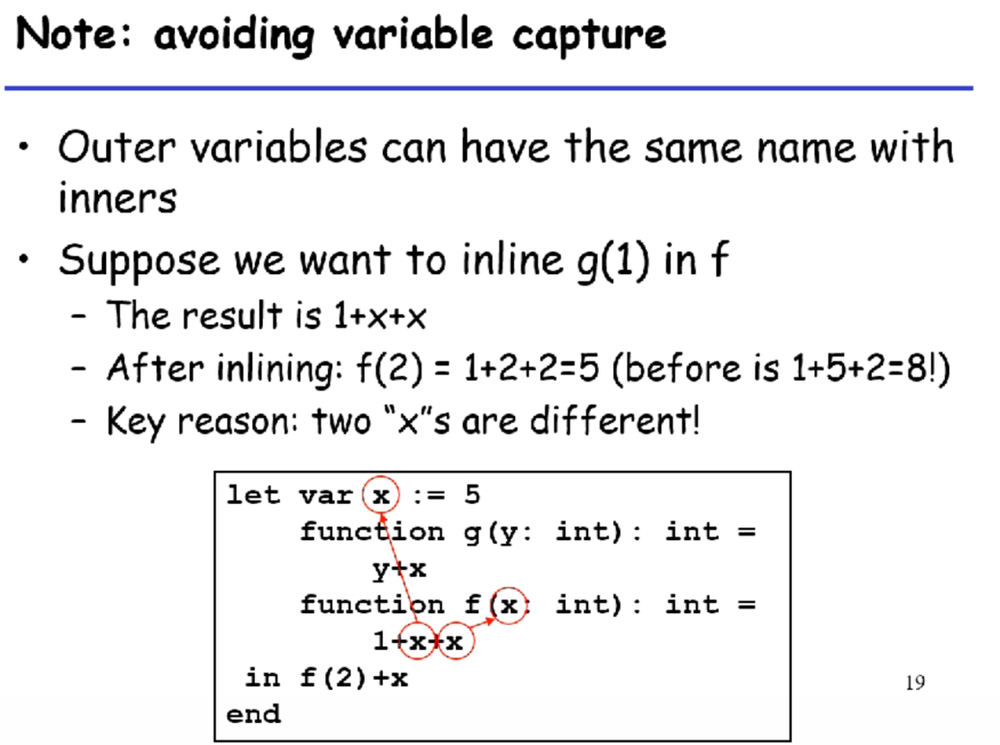 Note: avoiding variable capture
• Outer variables can have the same name with
inners
• Suppose we want to inline g(1) in f
– The result is 1+x+x
– After inlining: f(2) = 1+2+2=5 (before is 1+5+2=8!)
– Key reason: two “x”s are different!
let var x := 5
function g(y: int): int =
y+x
function f(x: int): int =
1+x+x
in f(2)+x
end
19